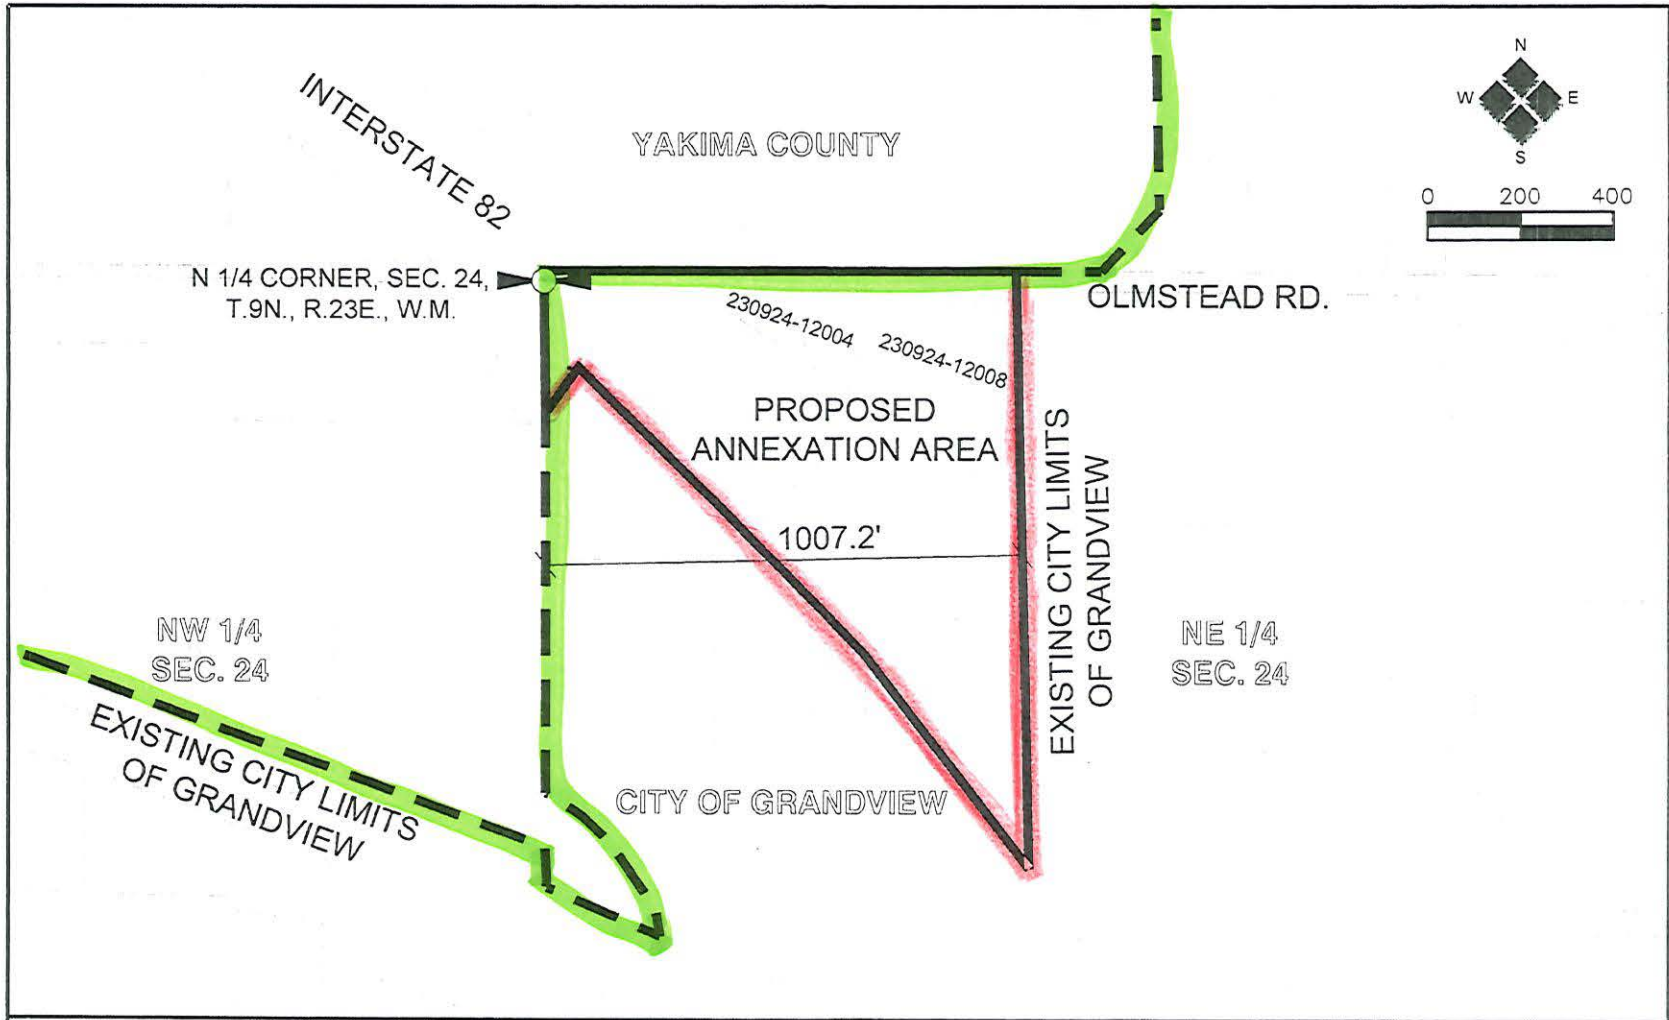 N
W E
S
0 200 400
INTERSTATE 82
YAKIMA COUNTY
N 1/4 CORNER, SEC. 24,
T.9N., R.23E., W.M.
OLMSTEAD RD.
230924-12004
230924-12008
PROPOSED
ANNEXATION AREA
1007.2'
EXISTING CITY LIMITS
OF GRANDVIEW
NW 1/4
SEC. 24
NE 1/4
SEC. 24
EXISTING CITY LIMITS
OF GRANDVIEW
CITY OF GRANDVIEW